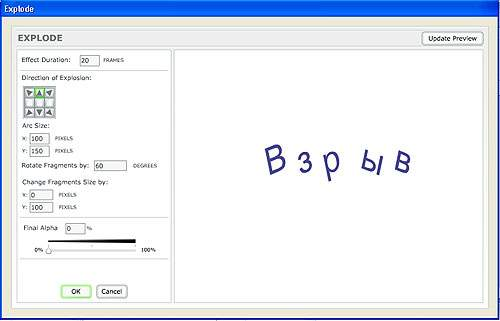 Explode
EXPLODE
Update Preview
Effect Duration: 20 FRAMES
Direction of Explosion:
Arc Size:
X: 100 PIXELS
Y: 150 PIXELS
Rotate Fragments by: 60 DEGREES
Change Fragments Size by:
X: 0 PIXELS
Y: 100 PIXELS
Final Alpha 0 %
0% 100%
OK Cancel
Взрыв